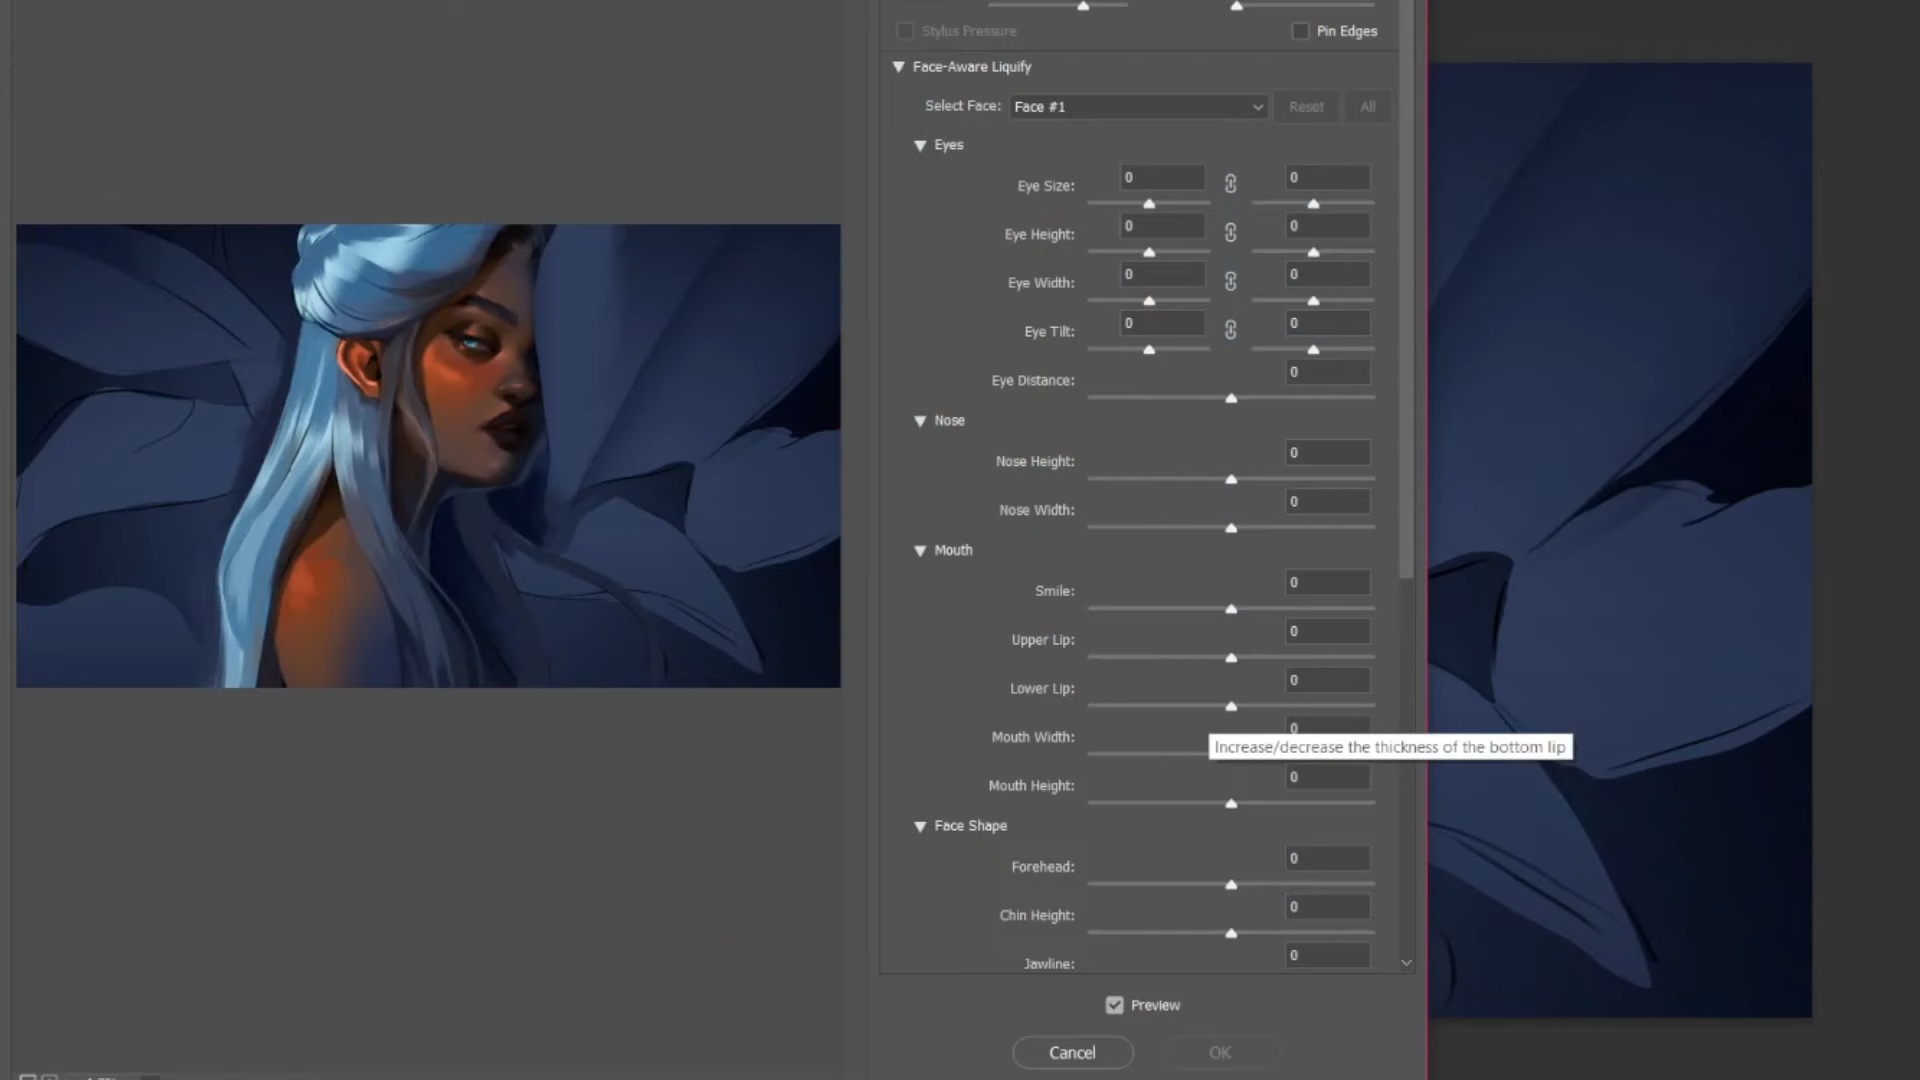 Stylus Pressure
Pin Edges
Face-Aware Liquify
Select Face: Face #1 Reset All
Eyes
Eye Size: 0 0
Eye Height: 0 0
Eye Width: 0 0
Eye Tilt: 0 0
Eye Distance: 0
Nose
Nose Height: 0
Nose Width: 0
Mouth
Smile: 0
Upper Lip: 0
Lower Lip: 0
Mouth Width: 0
Increase/decrease the thickness of the bottom lip
Mouth Height: 0
Face Shape
Forehead: 0
Chin Height: 0
Jawline: 0
Preview
Cancel OK